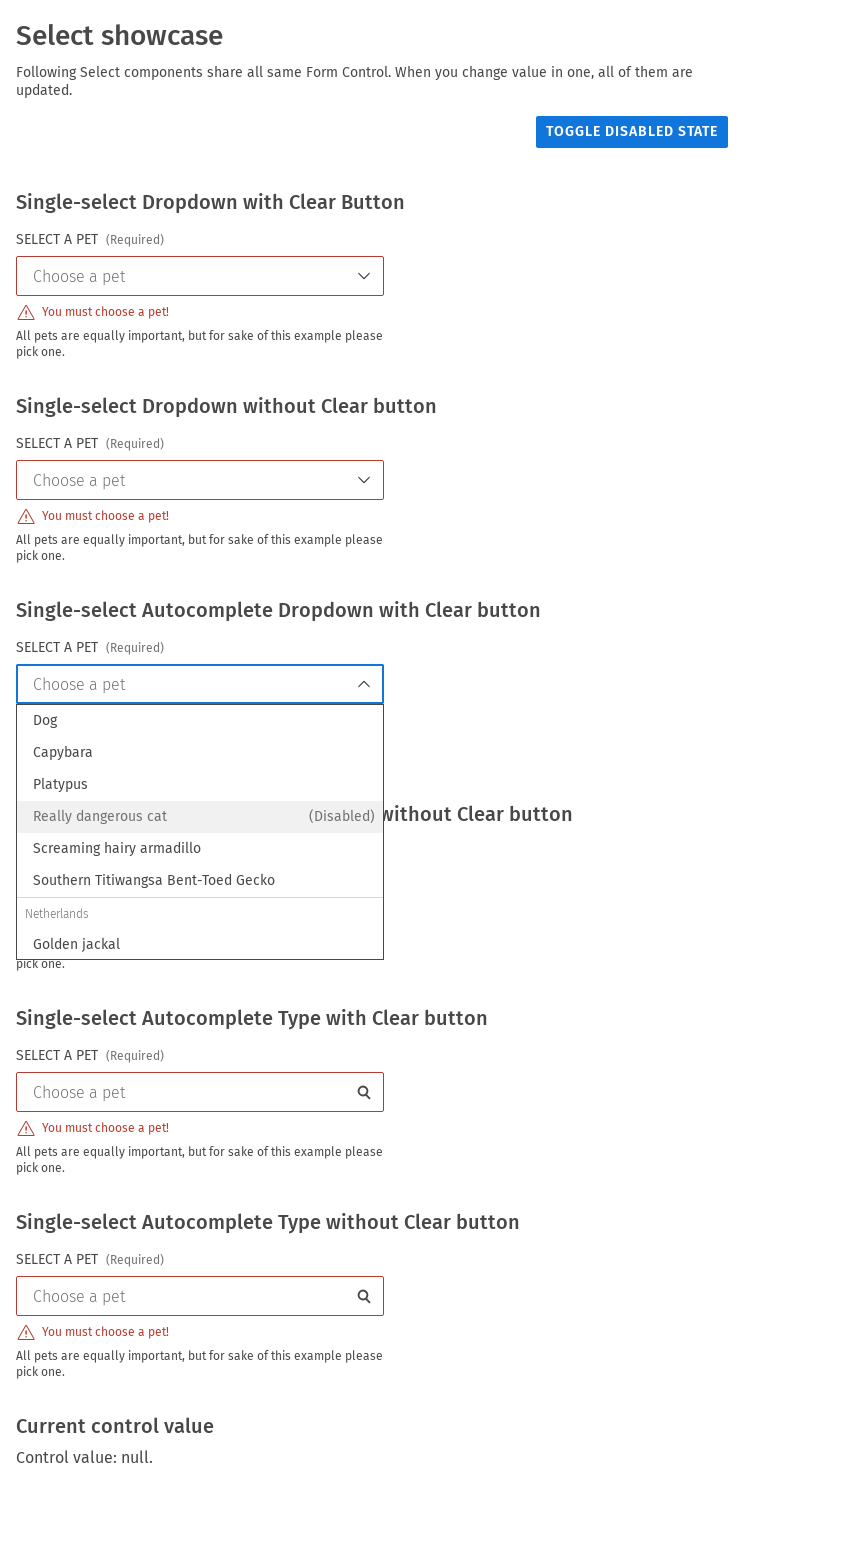 Select showcase
Following Select components share all same Form Control. When you change value in one, all of them are
updated.
TOGGLE DISABLED STATE
Single-select Dropdown with Clear Button
SELECT A PET (Required)
Choose a pet
You must choose a pet!
All pets are equally important, but for sake of this example please
pick one.
Single-select Dropdown without Clear button
SELECT A PET (Required)
Choose a pet
You must choose a pet!
All pets are equally important, but for sake of this example please
pick one.
Single-select Autocomplete Dropdown with Clear button
SELECT A PET (Required)
Choose a pet
Dog
Capybara
Platypus
without Clear button
Really dangerous cat (Disabled)
Screaming hairy armadillo
Southern Titiwangsa Bent-Toed Gecko
Netherlands
Golden jackal
pick one.
Single-select Autocomplete Type with Clear button
SELECT A PET (Required)
Choose a pet
You must choose a pet!
All pets are equally important, but for sake of this example please
pick one.
Single-select Autocomplete Type without Clear button
SELECT A PET (Required)
Choose a pet
You must choose a pet!
All pets are equally important, but for sake of this example please
pick one.
Current control value
Control value: null.